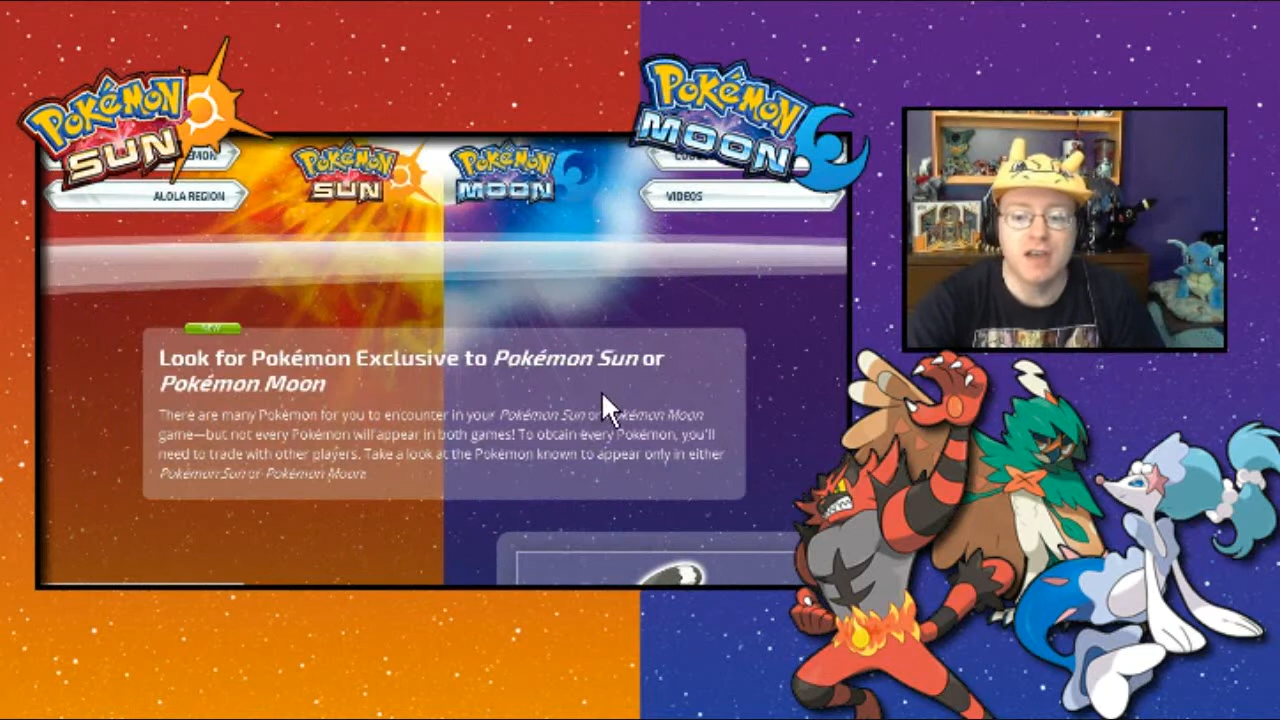 POKÉMON
SUN
POKÉMON
MOON
MON
POKÉMON
SUN
POKÉMON
MOON
ALOLA REGION
VIDEOS
NEW
Look for Pokémon Exclusive to Pokémon Sun or
Pokémon Moon
There are many Pokémon for you to encounter in your Pokémon Sun or Pokémon Moon
game—but not every Pokémon will appear in both games! To obtain every Pokémon, you'll
need to trade with other players. Take a look at the Pokémon known to appear only in either
Pokémon Sun or Pokémon Moon.